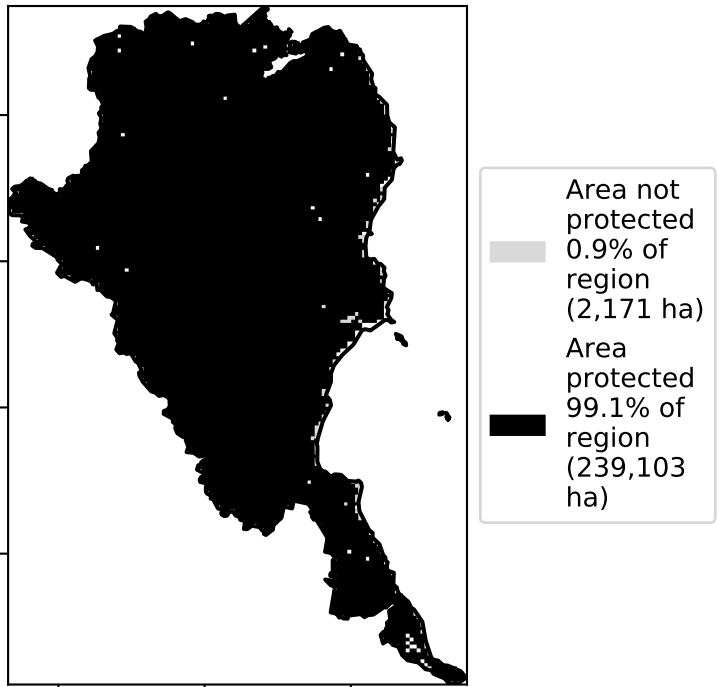 Area not
protected
0.9% of
region
(2,171 ha)
Area
protected
99.1% of
region
(239,103
ha)